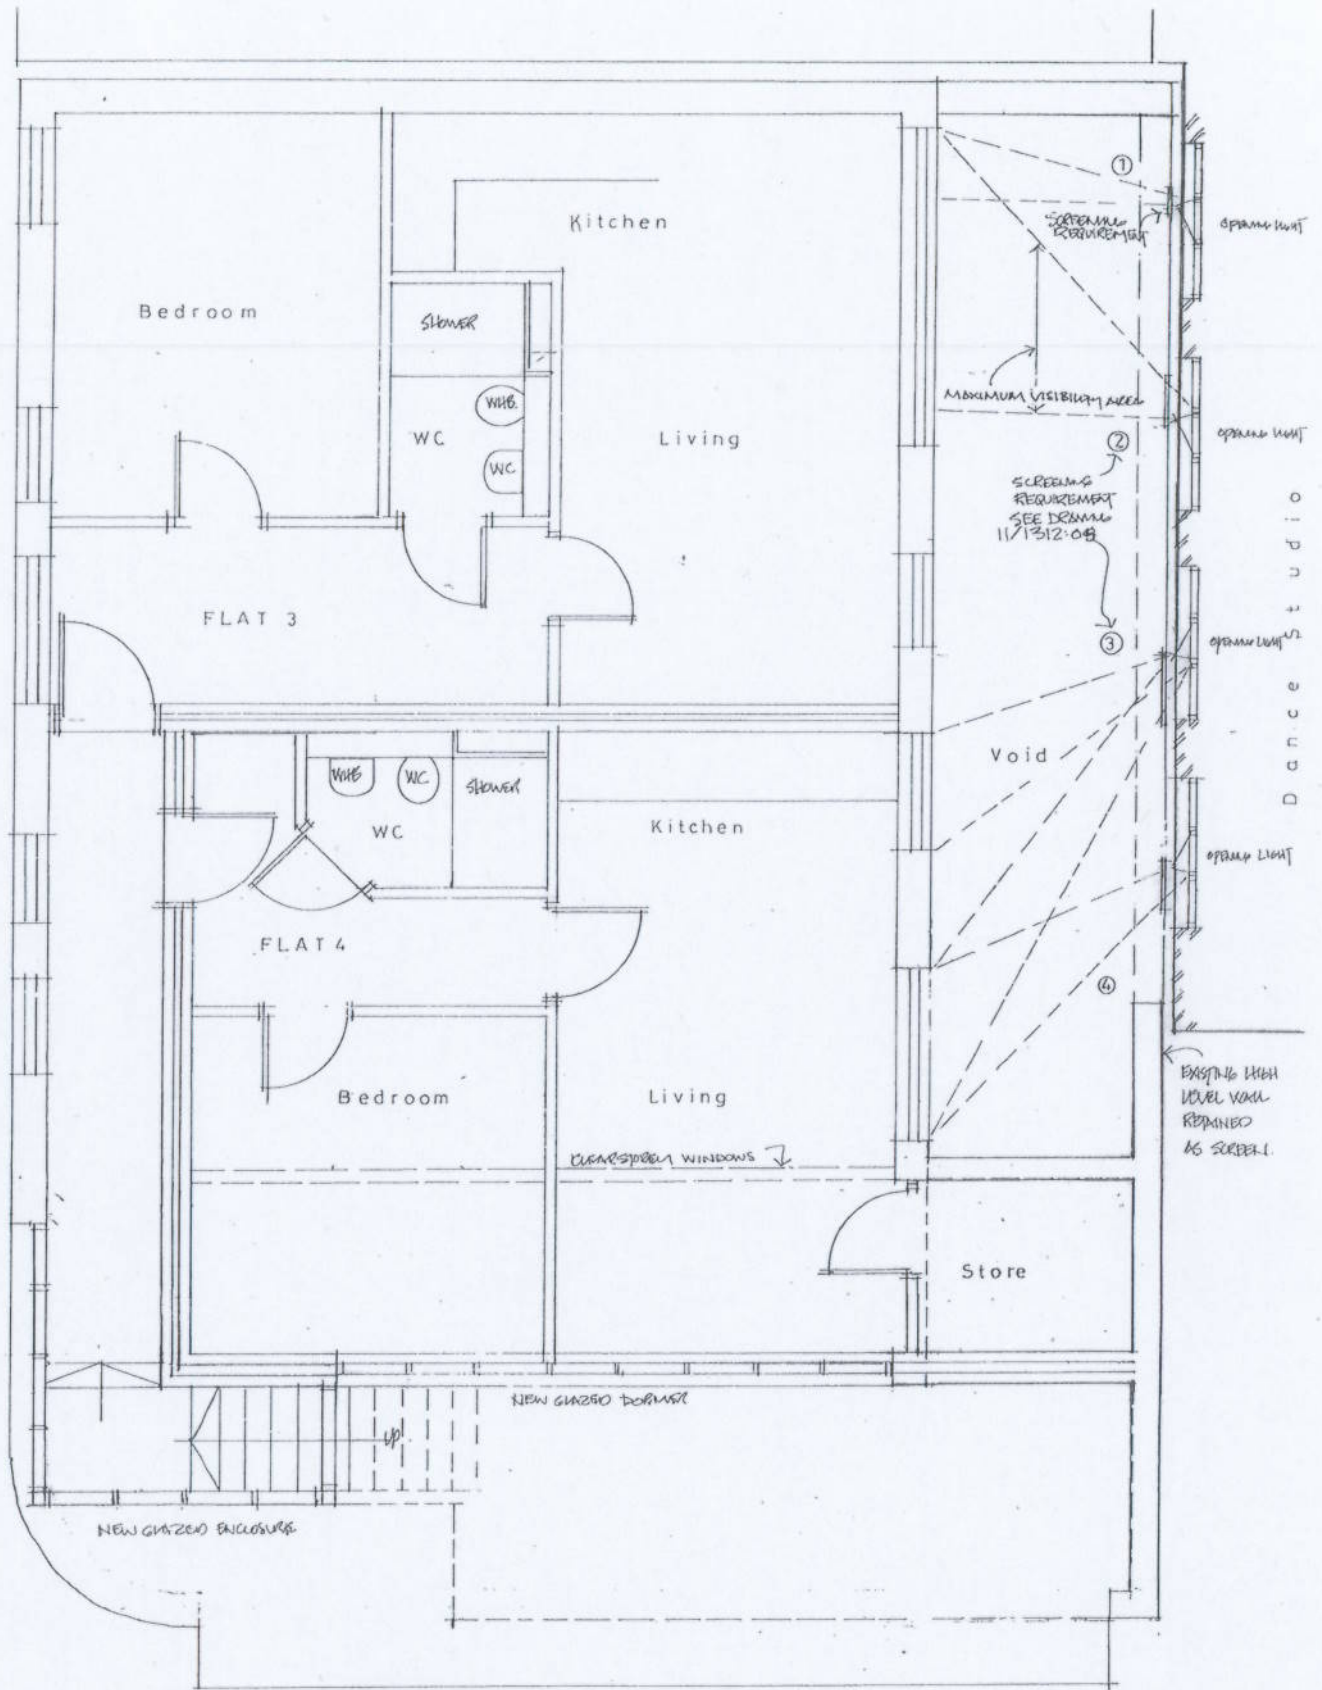 ①
SCREENING
REQUIREMENT
OPENING LIGHT
Kitchen
Bedroom
SHOWER
MAXIMUM VISIBILITY AREA
WHB.
WC
Living
WC
②
OPENING LIGHT
SCREENING
REQUIREMENT
SEE DRAWING
11/1312:08
FLAT 3
③
OPENING LIGHT
Dance Studio
Void
WHB
WC
SHOWER
WC
Kitchen
OPENING LIGHT
FLAT 4
④
Bedroom
Living
EXISTING HIGH
LEVEL WALL
RETAINED
AS SCREEN.
CLEARSTOREY WINDOWS
Store
NEW GLAZED DORMER
UP
NEW GLAZED ENCLOSURE